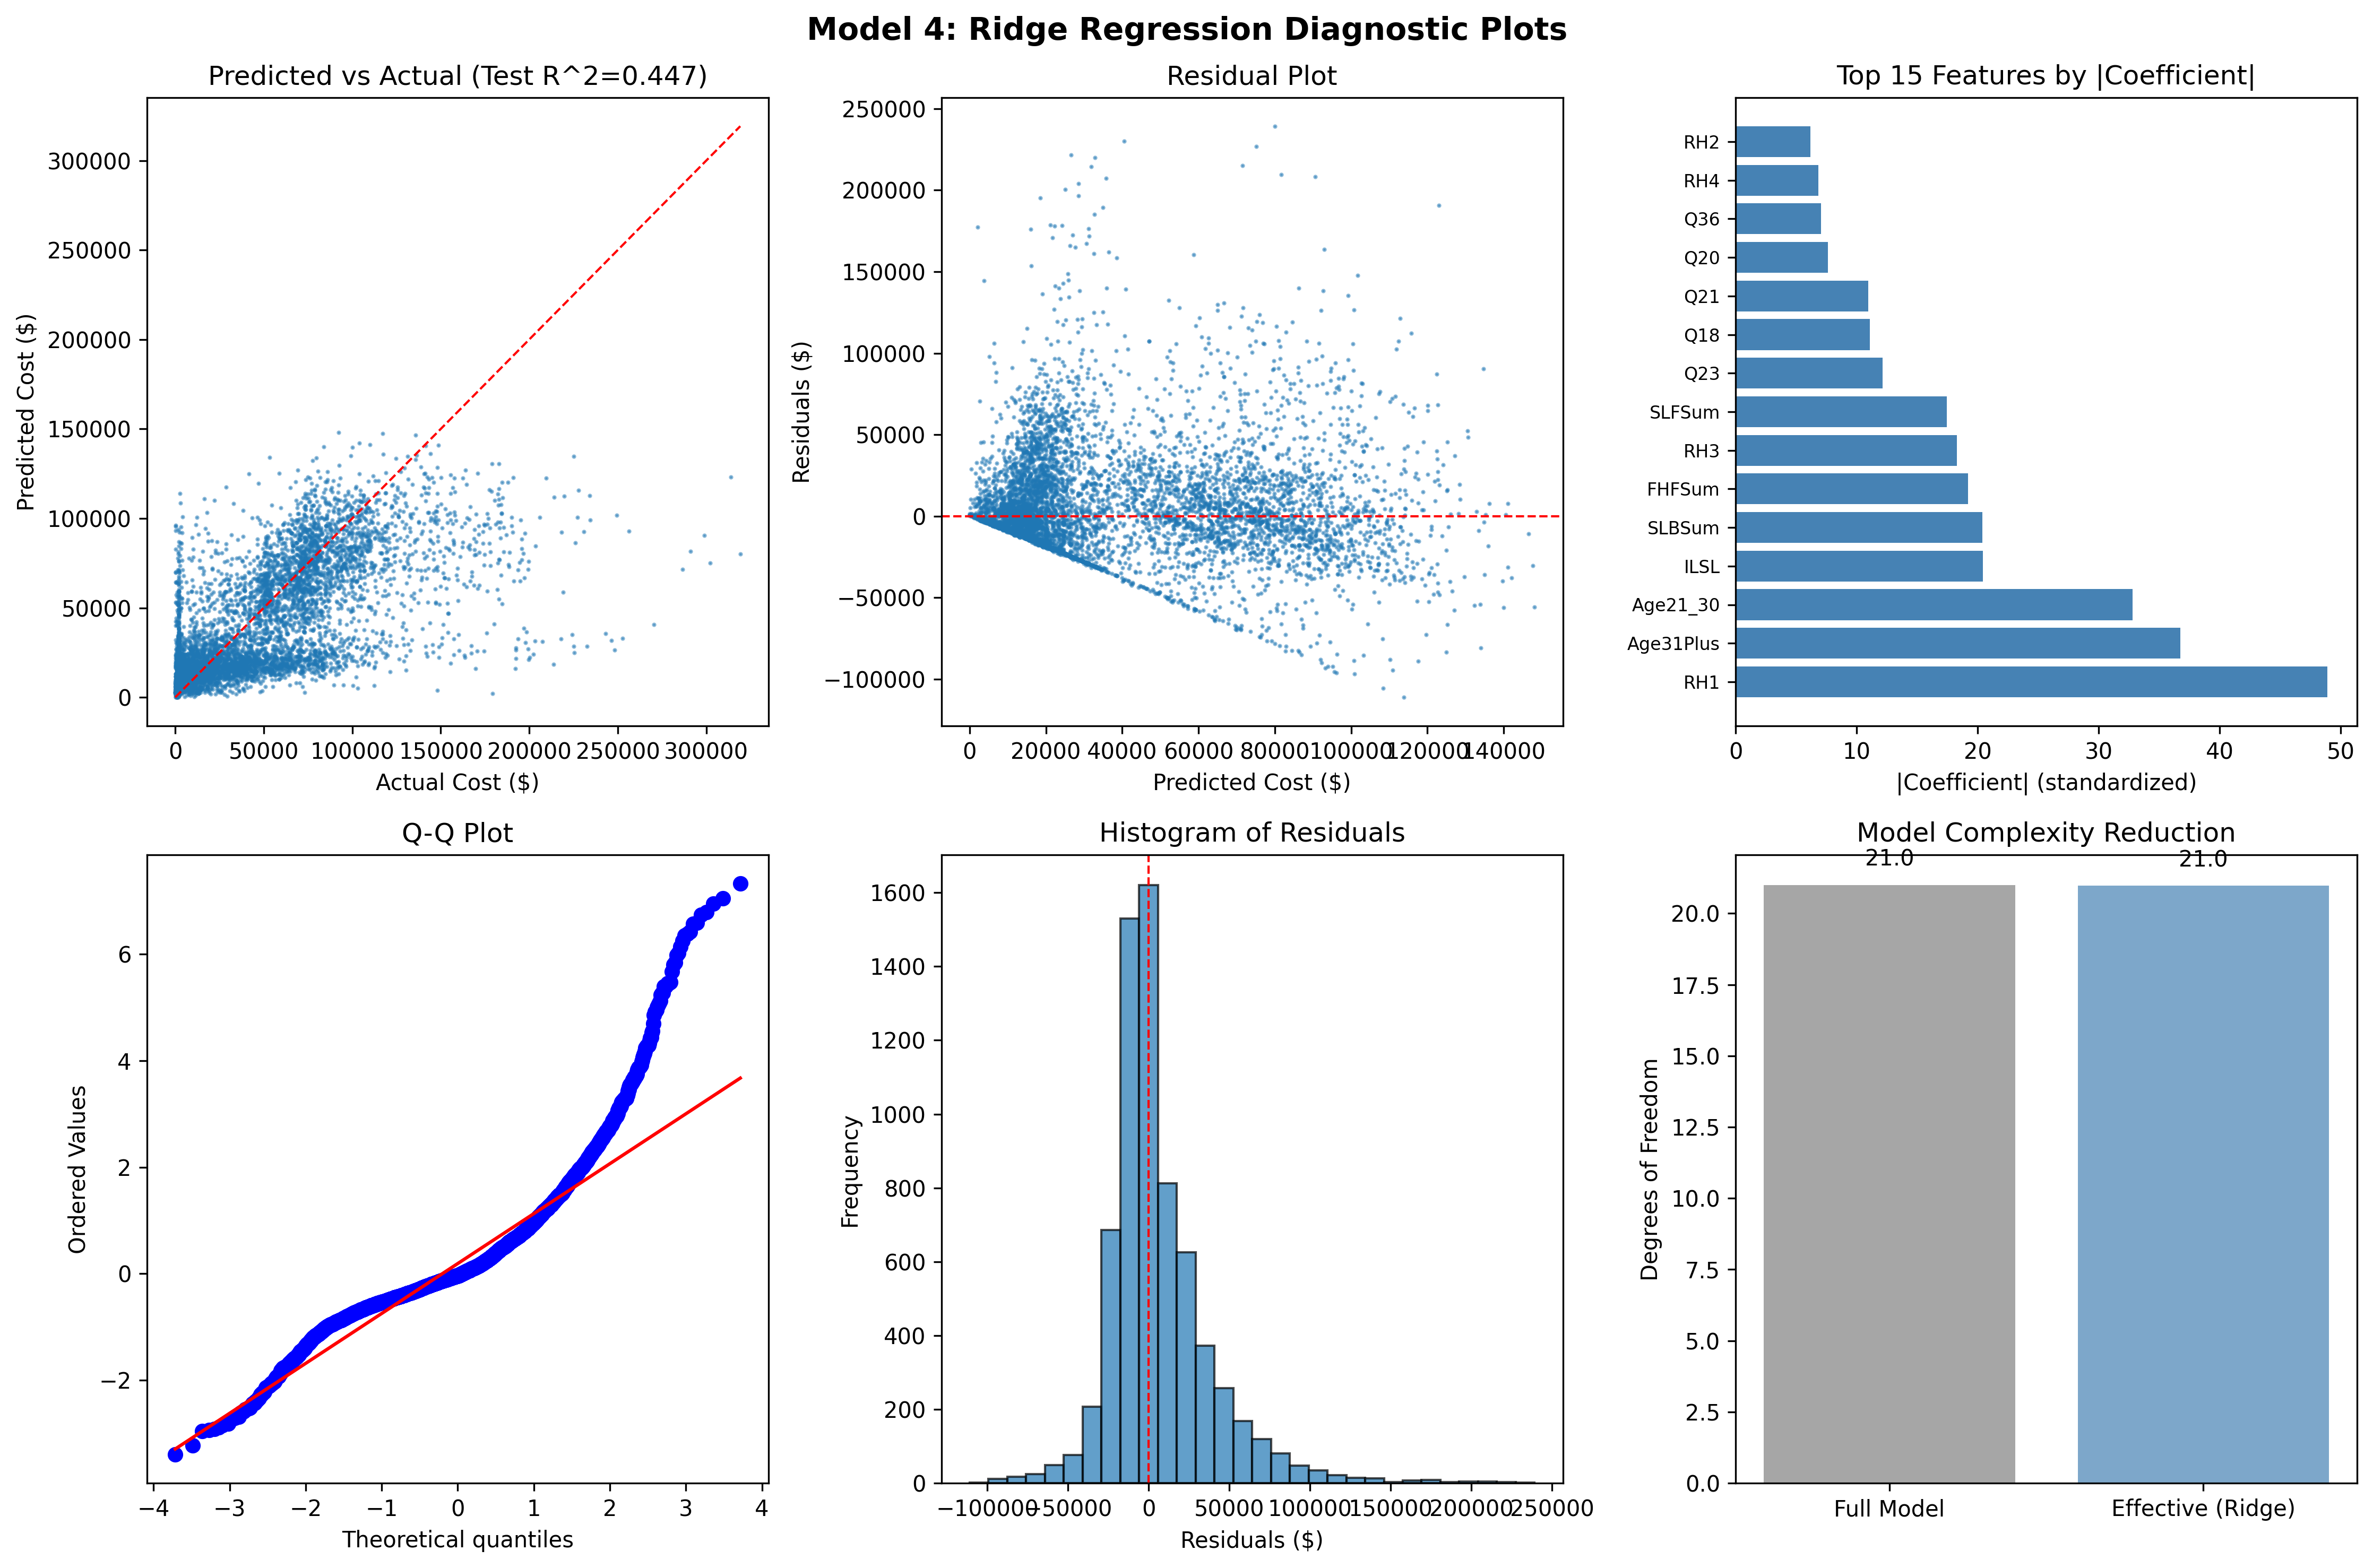 Model 4: Ridge Regression Diagnostic Plots
Predicted vs Actual (Test R^2=0.447)
Predicted Cost ($)
300000
250000
200000
150000
100000
50000
0
0 50000 100000 150000 200000 250000 300000
Actual Cost ($)
Residual Plot
Residuals ($)
250000
200000
150000
100000
50000
0
−50000
−100000
0 20000 40000 60000 80000 100000 120000 140000
Predicted Cost ($)
Top 15 Features by |Coefficient|
RH2
RH4
Q36
Q20
Q21
Q18
Q23
SLFSum
RH3
FHFSum
SLBSum
ILSL
Age21_30
Age31Plus
RH1
0 10 20 30 40 50
|Coefficient| (standardized)
Q-Q Plot
Ordered Values
6
4
2
0
−2
−4 −3 −2 −1 0 1 2 3 4
Theoretical quantiles
Histogram of Residuals
Frequency
1600
1400
1200
1000
800
600
400
200
0
−100000 −50000 0 50000 100000 150000 200000 250000
Residuals ($)
Model Complexity Reduction
21.0 21.0
Degrees of Freedom
20.0
17.5
15.0
12.5
10.0
7.5
5.0
2.5
0.0
Full Model Effective (Ridge)